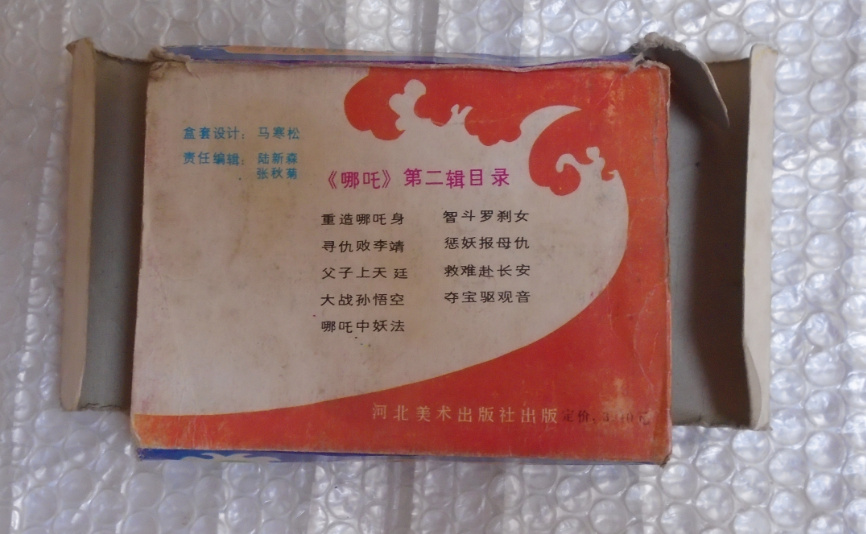 盒套设计：马寒松
责任编辑：陆新森
张秋菊
《哪吒》第二辑目录
重造哪吒身
寻仇败李靖
父子上天廷
大战孙悟空
哪吒中妖法
智斗罗刹女
惩妖报母仇
救难赴长安
夺宝驱观音
河北美术出版社出版 定价：